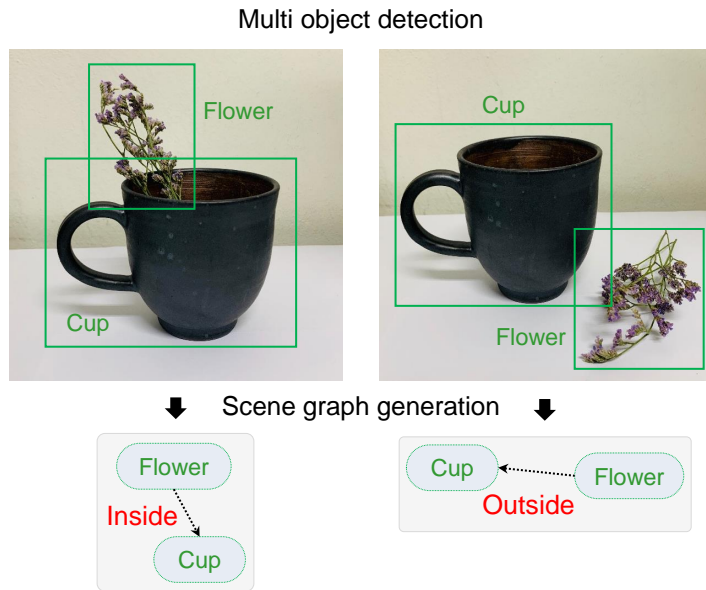 Multi object detection
Flower
Cup
Cup
Flower
Scene graph generation
Flower
Inside
Cup
Cup
Flower
Outside